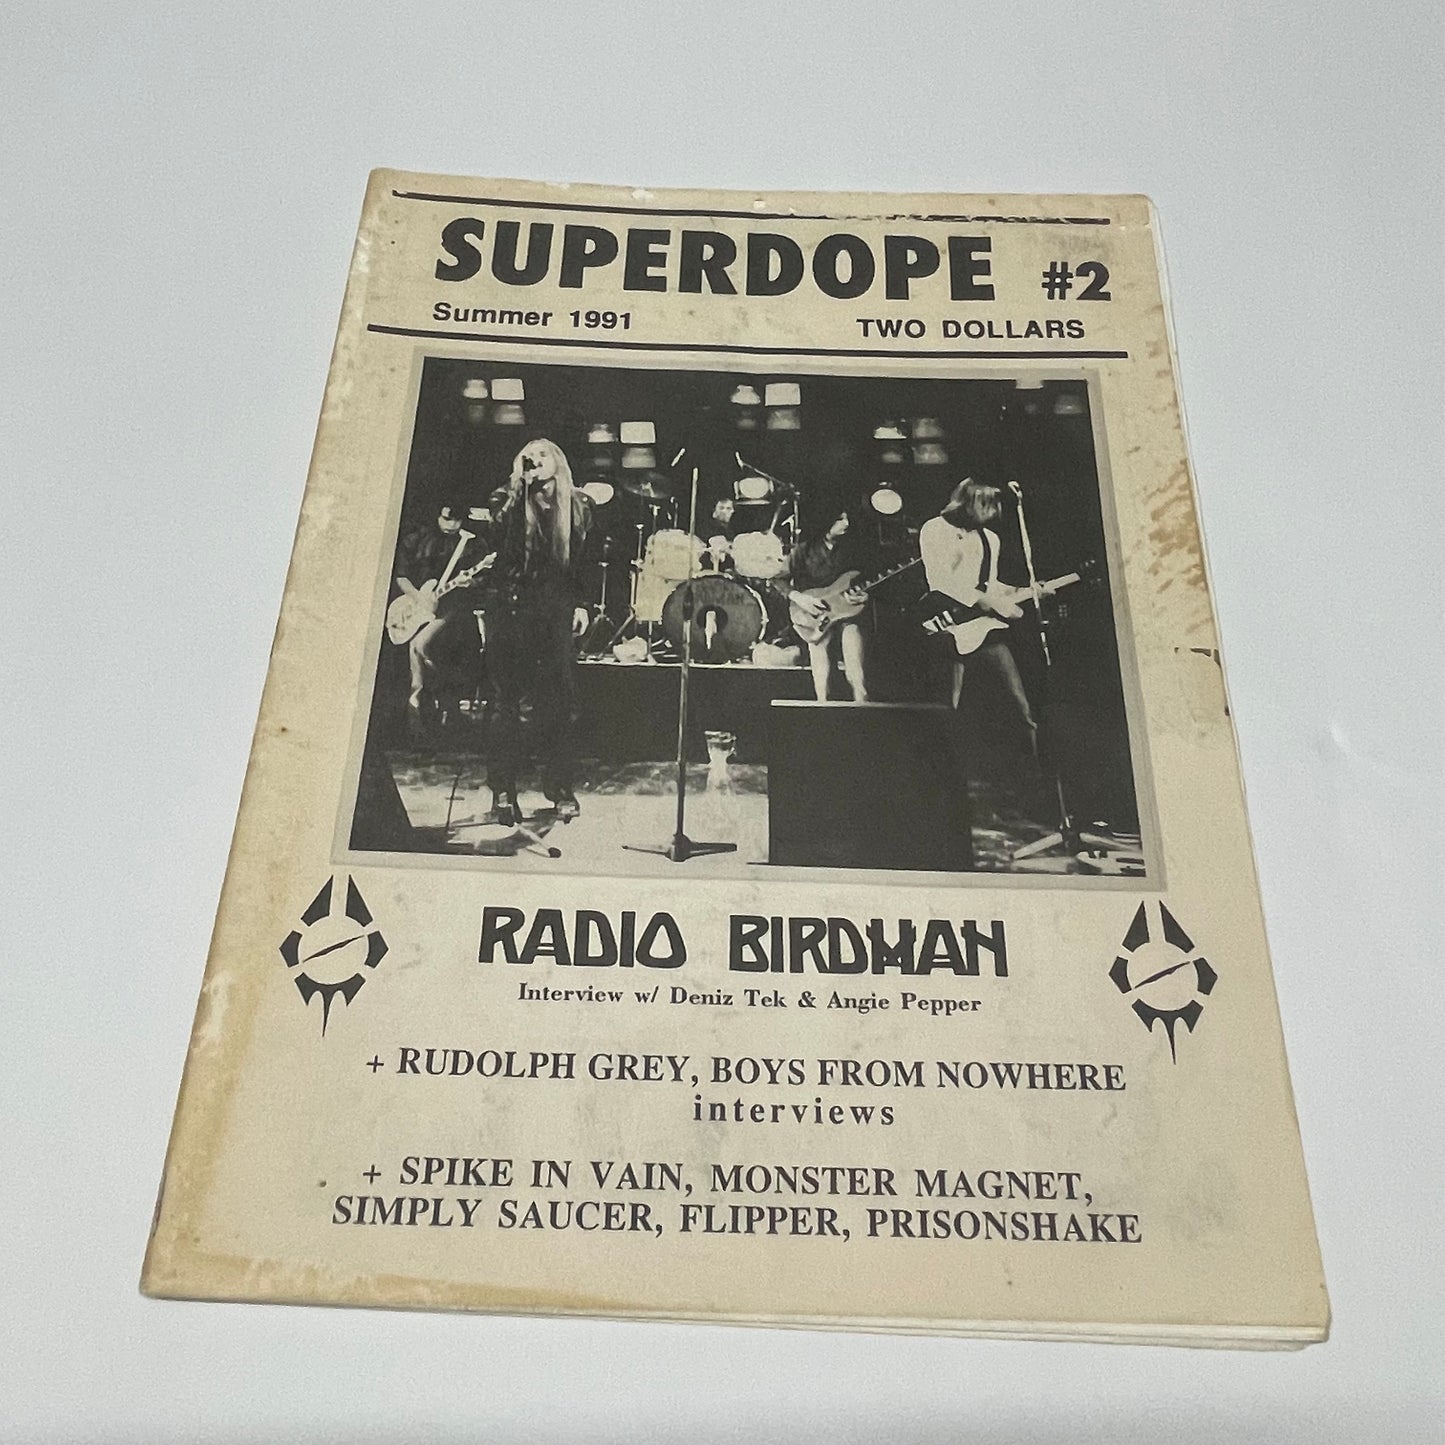 SUPERDOPE #2
Summer 1991 TWO DOLLARS
RADIO BIRDMAN
Interview w/ Deniz Tek & Angie Pepper
+ RUDOLPH GREY, BOYS FROM NOWHERE
interviews
+ SPIKE IN VAIN, MONSTER MAGNET,
SIMPLY SAUCER, FLIPPER, PRISONSHAKE